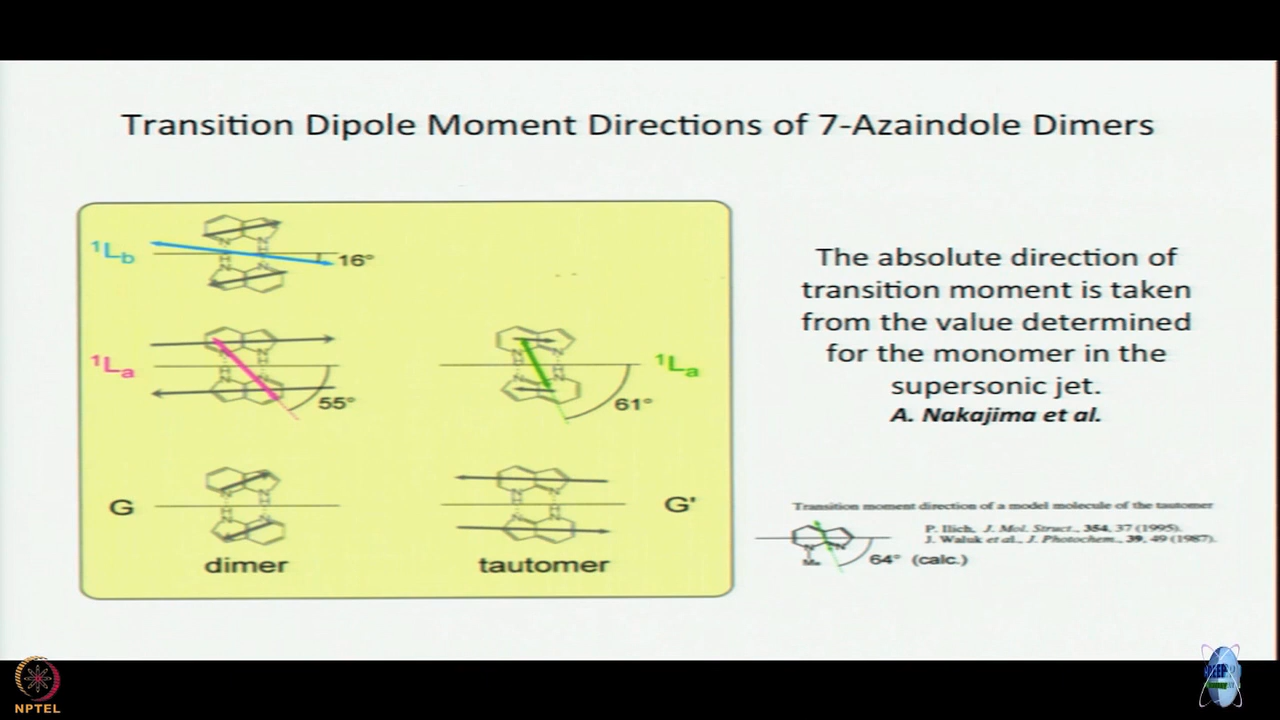 Transition Dipole Moment Directions of 7-Azaindole Dimers
¹Lb
16°
¹La
55°
61°
¹La
G
G'
dimer
tautomer
The absolute direction of
transition moment is taken
from the value determined
for the monomer in the
supersonic jet.
A. Nakajima et al.
Transition moment direction of a model molecule of the tautomer
P. Ilich, J. Mol. Struct., 354, 37 (1995).
J. Waluk et al., J. Photochem., 39, 49 (1987).
Me
64° (calc.)
NPTEL